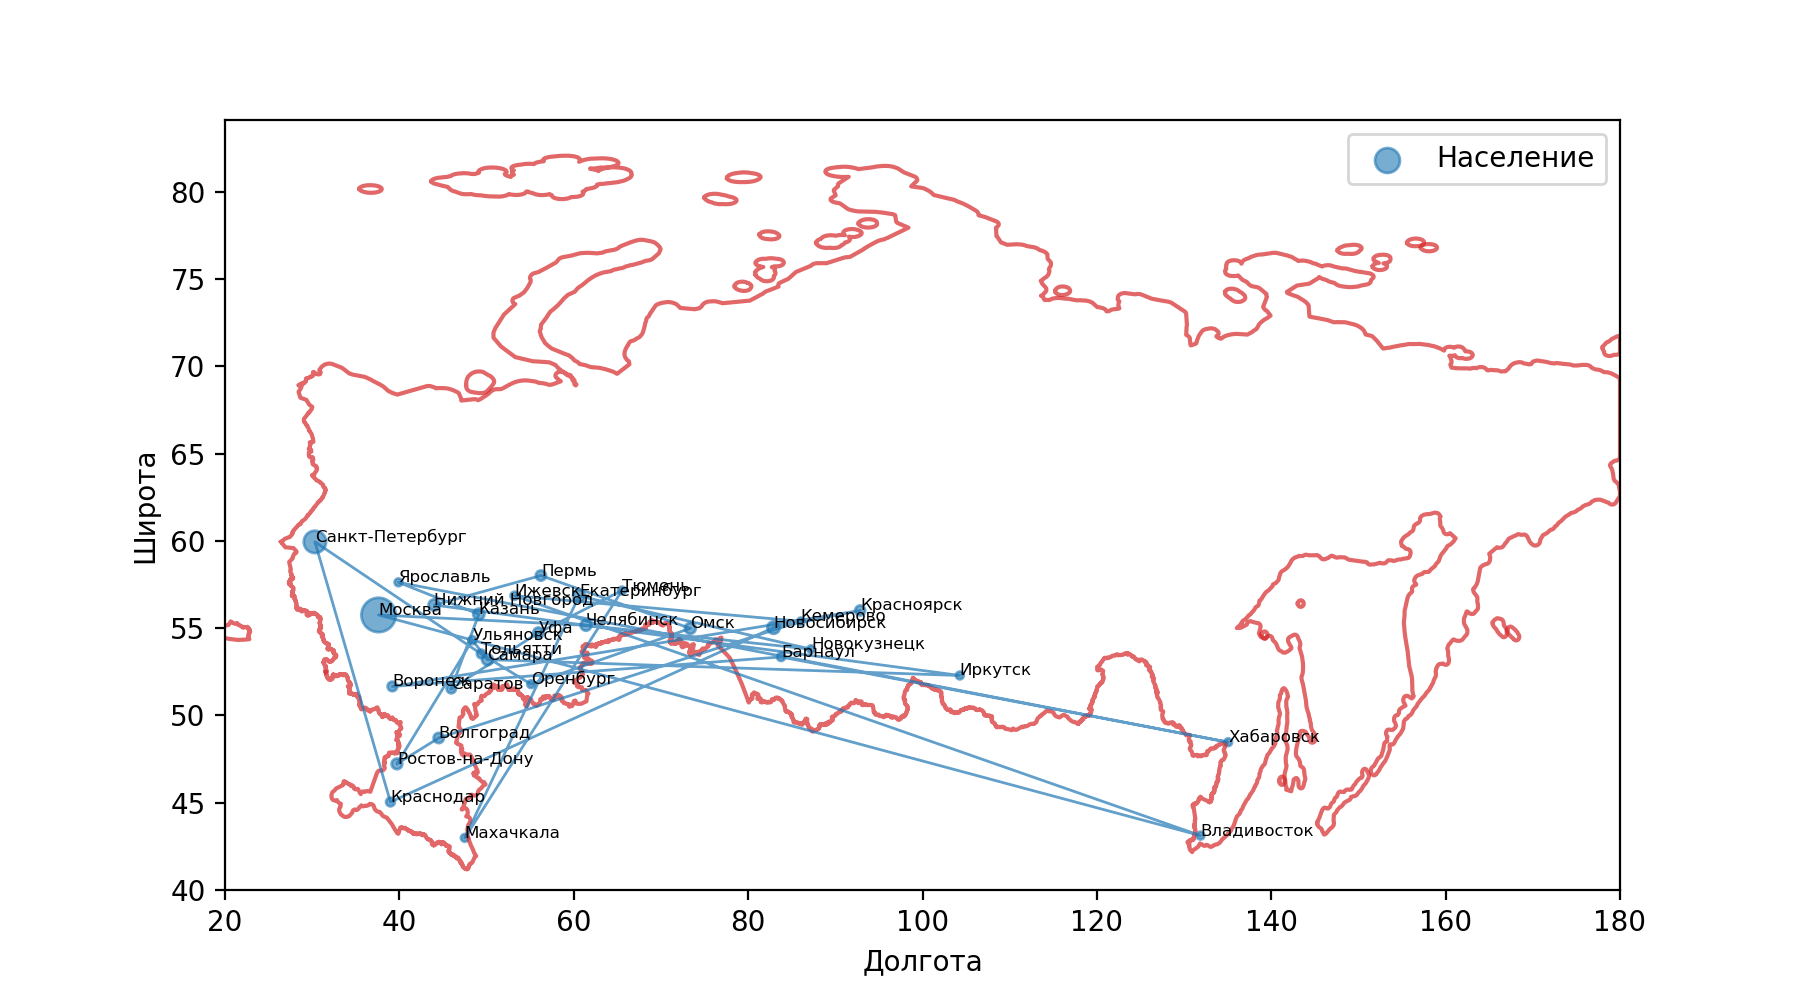 Население
80
75
70
65
60
55
50
45
40
Широта
Санкт-Петербург
Ярославль
Пермь
Тюмень
Ижевск
Екатеринбург
Нижний Новгород
Москва
Казань
Красноярск
Кемерово
Челябинск
Омск
Новосибирск
Уфа
Ульяновск
Тольятти
Самара
Новокузнецк
Барнаул
Иркутск
Воронеж
Саратов
Оренбург
Волгоград
Хабаровск
Ростов-на-Дону
Краснодар
Махачкала
Владивосток
20
40
60
80
100
120
140
160
180
Долгота